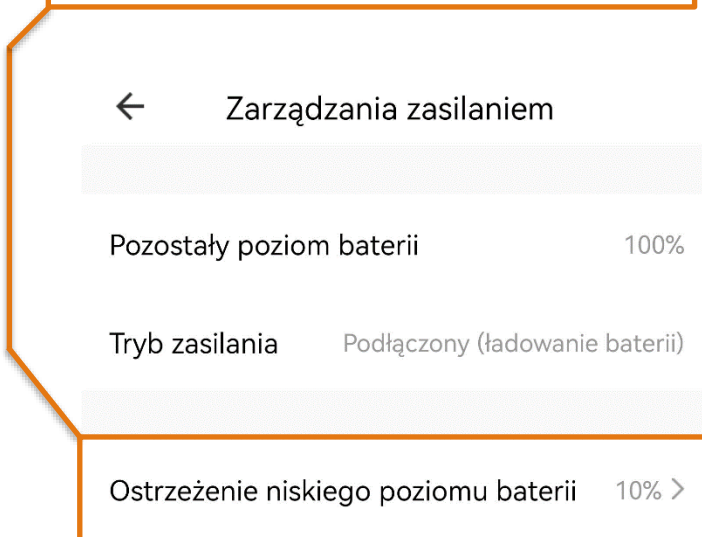 Zarządzania zasilaniem
Pozostały poziom baterii 100%
Tryb zasilania Podłączony (ładowanie baterii)
Ostrzeżenie niskiego poziomu baterii 10%